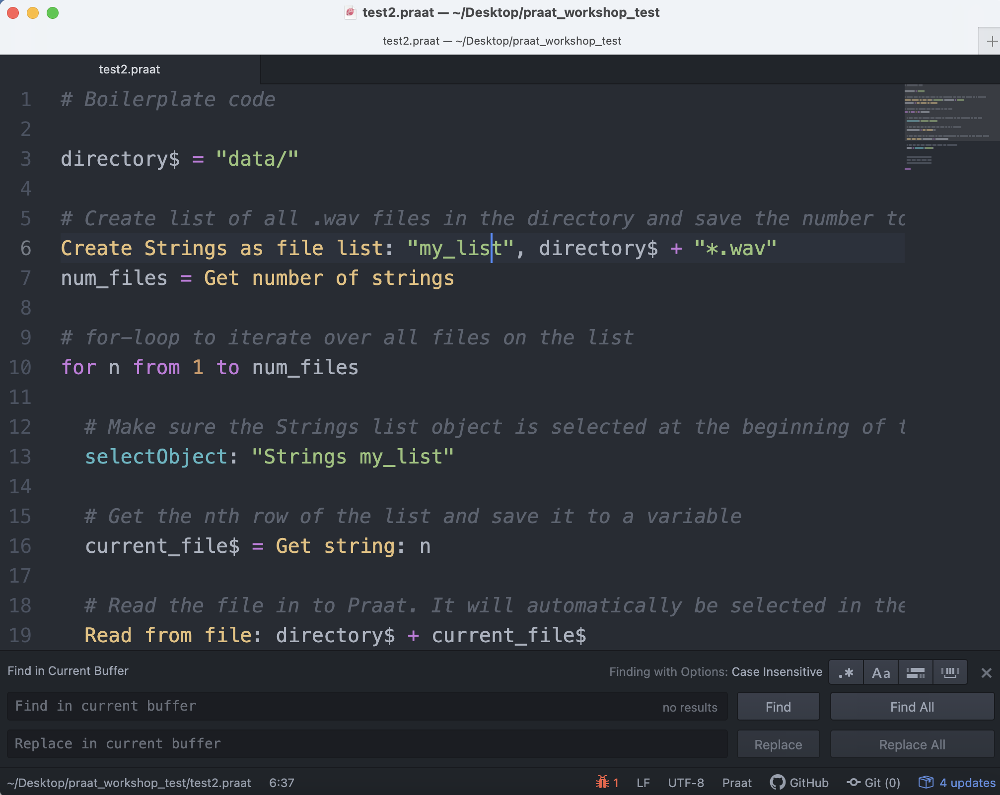 test2.praat — ~/Desktop/praat_workshop_test
test2.praat — ~/Desktop/praat_workshop_test
test2.praat
1 # Boilerplate code
2
3 directory$ = "data/"
4
5 # Create list of all .wav files in the directory and save the number to
6 Create Strings as file list: "my_list", directory$ + "*.wav"
7 num_files = Get number of strings
8
9 # for-loop to iterate over all files on the list
10 for n from 1 to num_files
11
12 # Make sure the Strings list object is selected at the beginning of t
13 selectObject: "Strings my_list"
14
15 # Get the nth row of the list and save it to a variable
16 current_file$ = Get string: n
17
18 # Read the file in to Praat. It will automatically be selected in the
19 Read from file: directory$ + current_file$
Find in Current Buffer Finding with Options: Case Insensitive .* Aa
Find in current buffer no results Find Find All
Replace in current buffer Replace Replace All
~/Desktop/praat_workshop_test/test2.praat 6:37 1 LF UTF-8 Praat GitHub Git (0) 4 updates